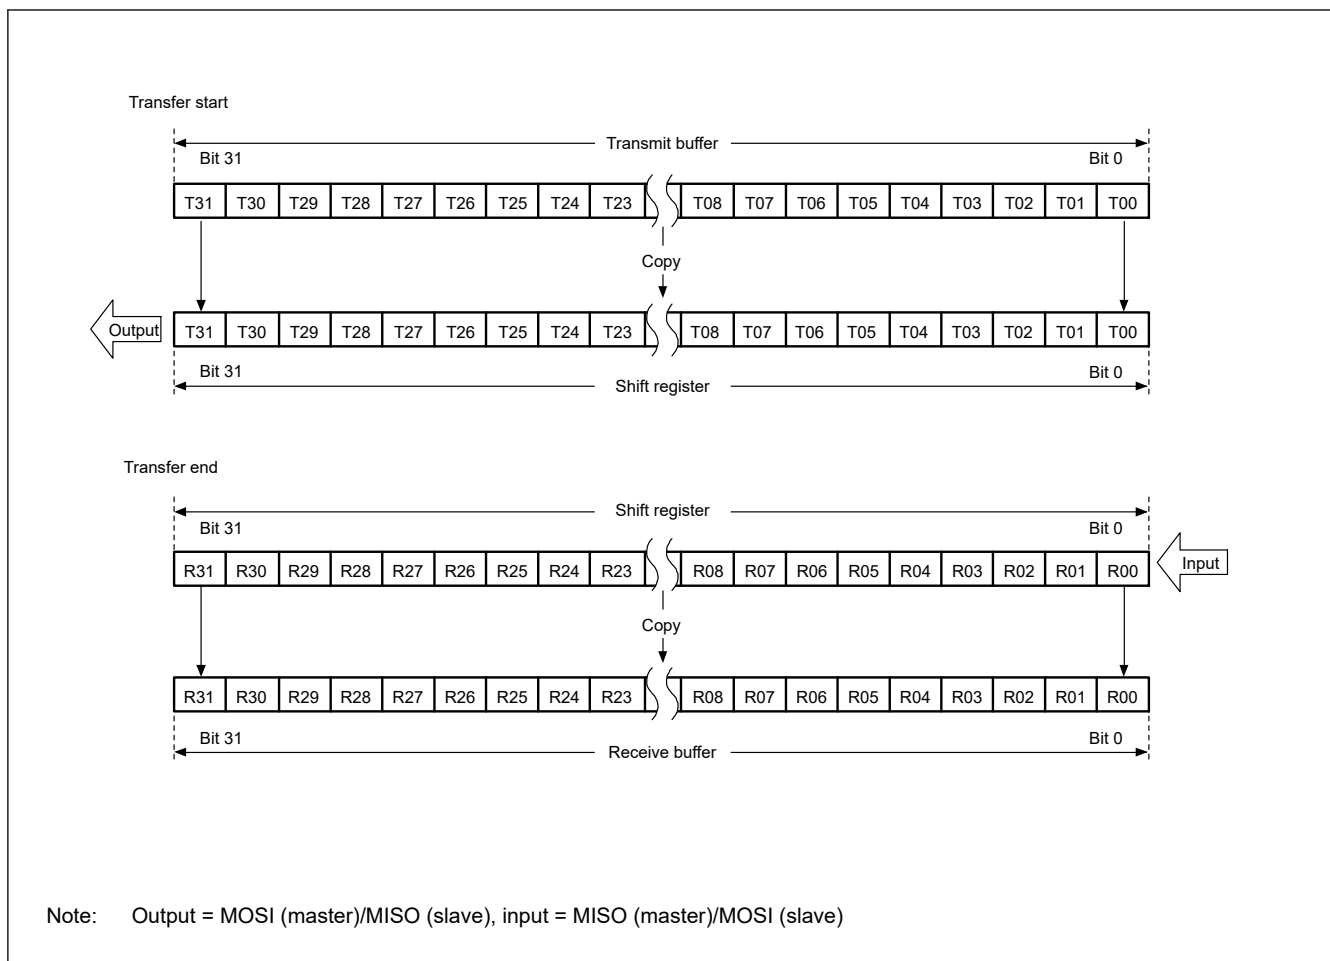 Transfer start
Transmit buffer
Bit 31 Bit 0
T31 T30 T29 T28 T27 T26 T25 T24 T23 T08 T07 T06 T05 T04 T03 T02 T01 T00
Copy
Output T31 T30 T29 T28 T27 T26 T25 T24 T23 T08 T07 T06 T05 T04 T03 T02 T01 T00
Bit 31 Bit 0
Shift register
Transfer end
Shift register
Bit 31 Bit 0
R31 R30 R29 R28 R27 R26 R25 R24 R23 R08 R07 R06 R05 R04 R03 R02 R01 R00 Input
Copy
R31 R30 R29 R28 R27 R26 R25 R24 R23 R08 R07 R06 R05 R04 R03 R02 R01 R00
Bit 31 Bit 0
Receive buffer
Note: Output = MOSI (master)/MISO (slave), input = MISO (master)/MOSI (slave)